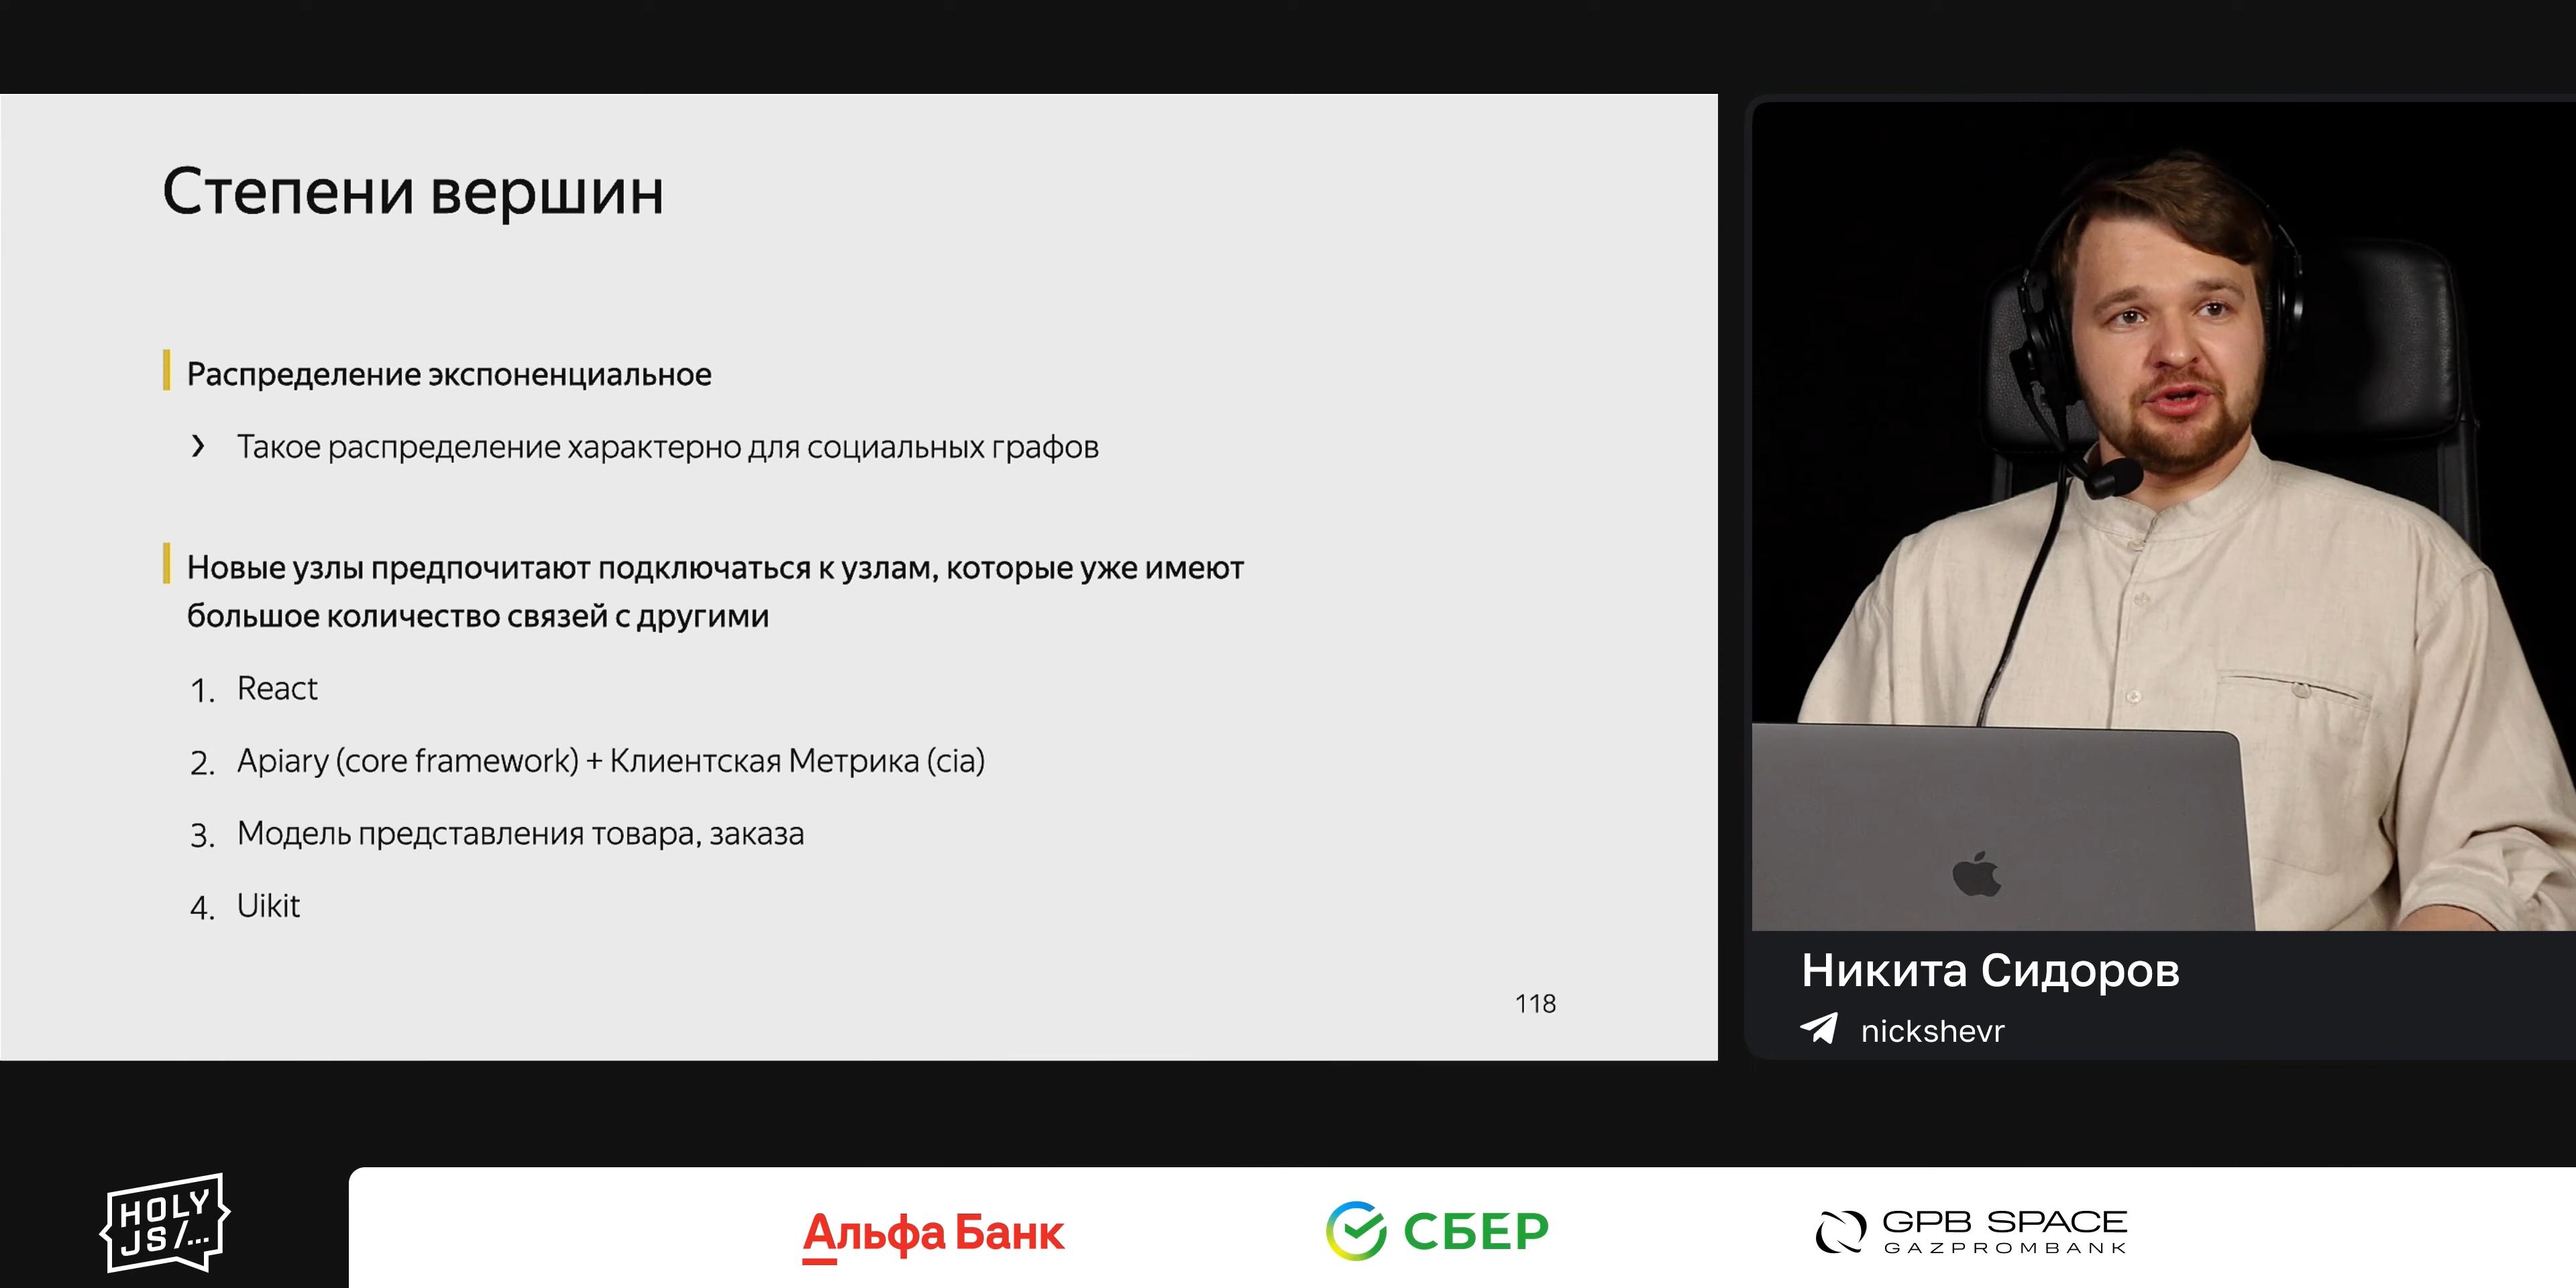 Степени вершин
Распределение экспоненциальное
Такое распределение характерно для социальных графов
Новые узлы предпочитают подключаться к узлам, которые уже имеют
большое количество связей с другими
1. React
2. Apiary (core framework) + Клиентская Метрика (cia)
3. Модель представления товара, заказа
4. Uikit
118
Никита Сидоров
nickshevr
HOLY
JS/...
Альфа Банк
СБЕР
GPB SPACE
GAZPROMBANK